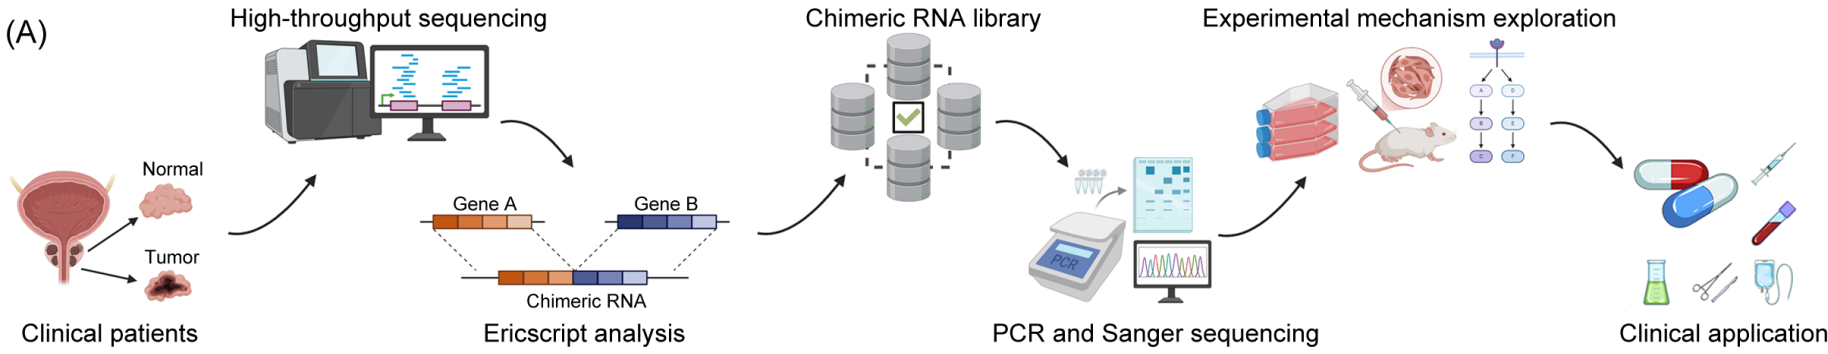 (A)
High-throughput sequencing
Chimeric RNA library
Experimental mechanism exploration
Normal
Tumor
Clinical patients
Gene A
Gene B
Chimeric RNA
Ericscript analysis
PCR
PCR and Sanger sequencing
A
D
B
E
C
F
Clinical application